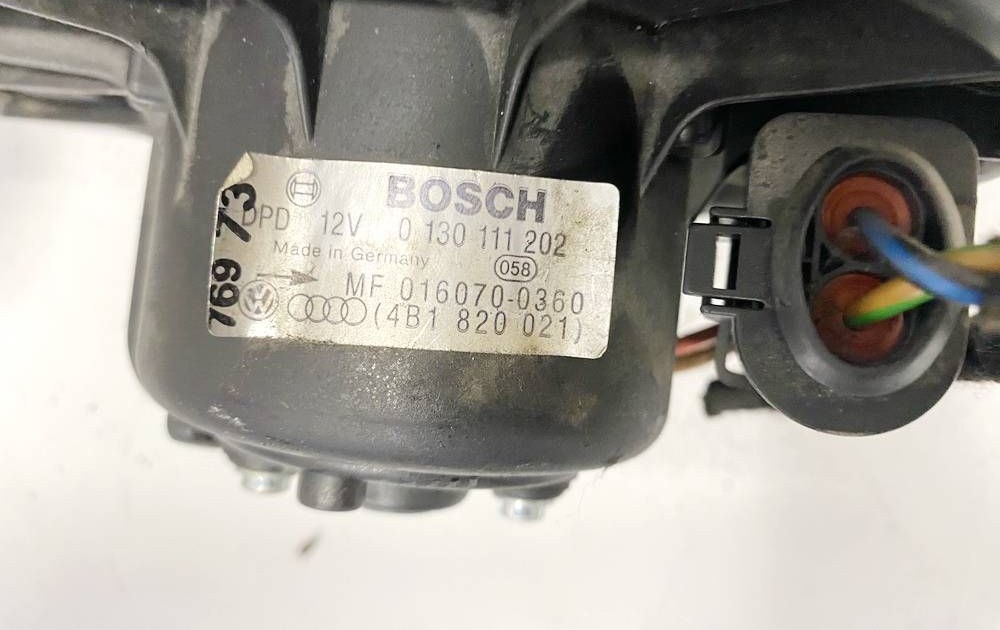 BOSCH
DPD 12V 0 130 111 202
Made in Germany 058
MF 016070-0360
(4B1 820 021)
769 73